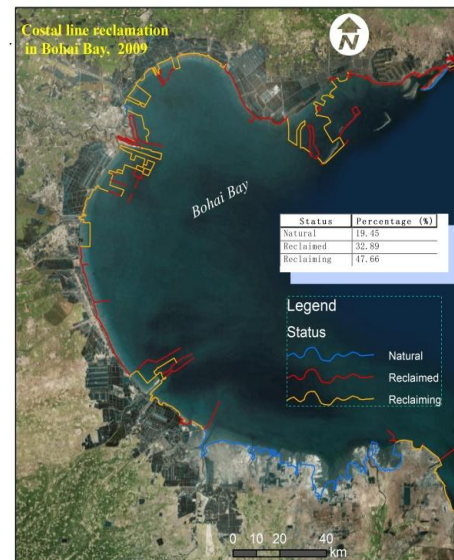 Costal line reclamation
in Bohai Bay, 2009
N
Bohai Bay
Status Percentage (%)
Natural 19.45
Reclaimed 32.89
Reclaiming 47.66
Legend
Status
Natural
Reclaimed
Reclaiming
0 10 20 40
km